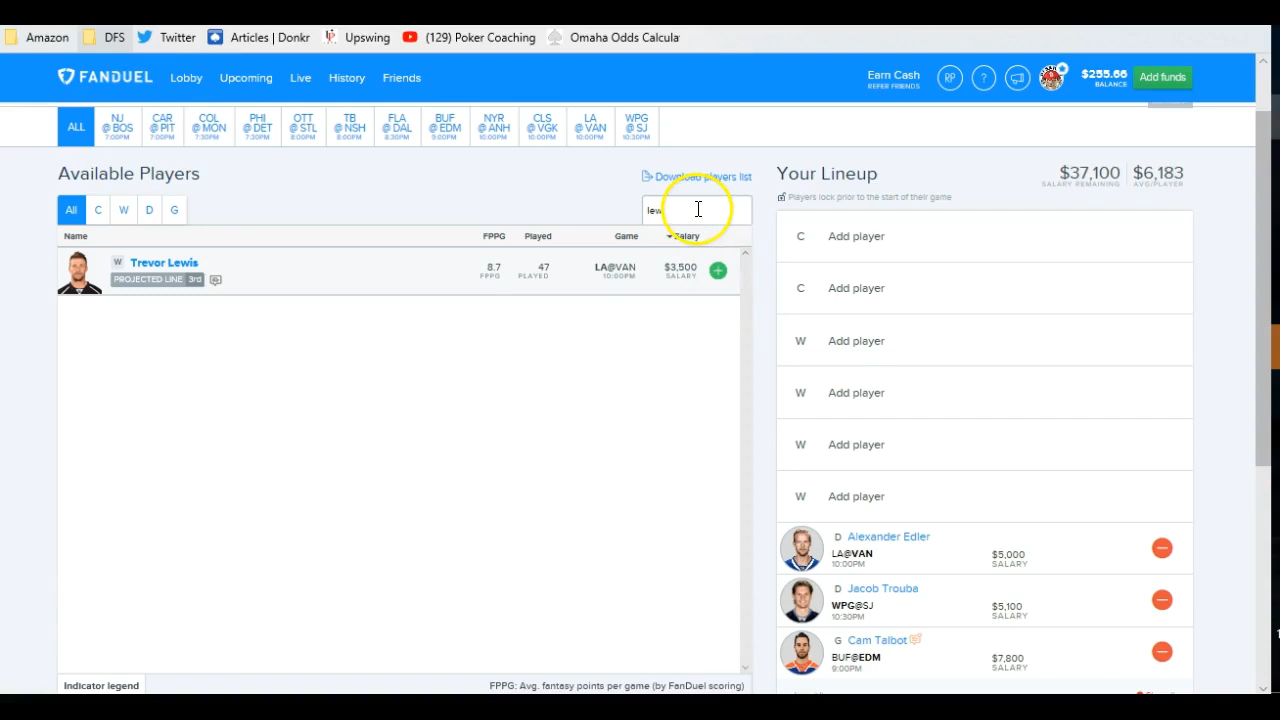 Amazon DFS Twitter Articles | Donkr Upswing (129) Poker Coaching Omaha Odds Calcula
FANDUEL Lobby Upcoming Live History Friends Earn Cash REFER FRIENDS RP ? $255.66 BALANCE Add funds
ALL
NJ @ BOS 7:00PM
CAR @ PIT 7:00PM
COL @ MON 7:30PM
PHI @ DET 7:30PM
OTT @ STL 8:00PM
TB @ NSH 8:00PM
FLA @ DAL 8:30PM
BUF @ EDM 9:00PM
NYR @ ANH 10:00PM
CLS @ VGK 10:00PM
LA @ VAN 10:00PM
WPG @ SJ 10:30PM
Available Players
Download players list
All C W D G
lew
Name FPPG Played Game Salary
W Trevor Lewis
PROJECTED LINE 3rd
8.7 FPPG
47 PLAYED
LA@VAN 10:00PM
$3,500 SALARY
Indicator legend
FPPG: Avg. fantasy points per game (by FanDuel scoring)
Your Lineup
$37,100 SALARY REMAINING
$6,183 AVG/PLAYER
Players lock prior to the start of their game
C Add player
C Add player
W Add player
W Add player
W Add player
W Add player
D Alexander Edler
LA@VAN
10:00PM
$5,000
SALARY
D Jacob Trouba
WPG@SJ
10:30PM
$5,100
SALARY
G Cam Talbot
BUF@EDM
9:00PM
$7,800
SALARY